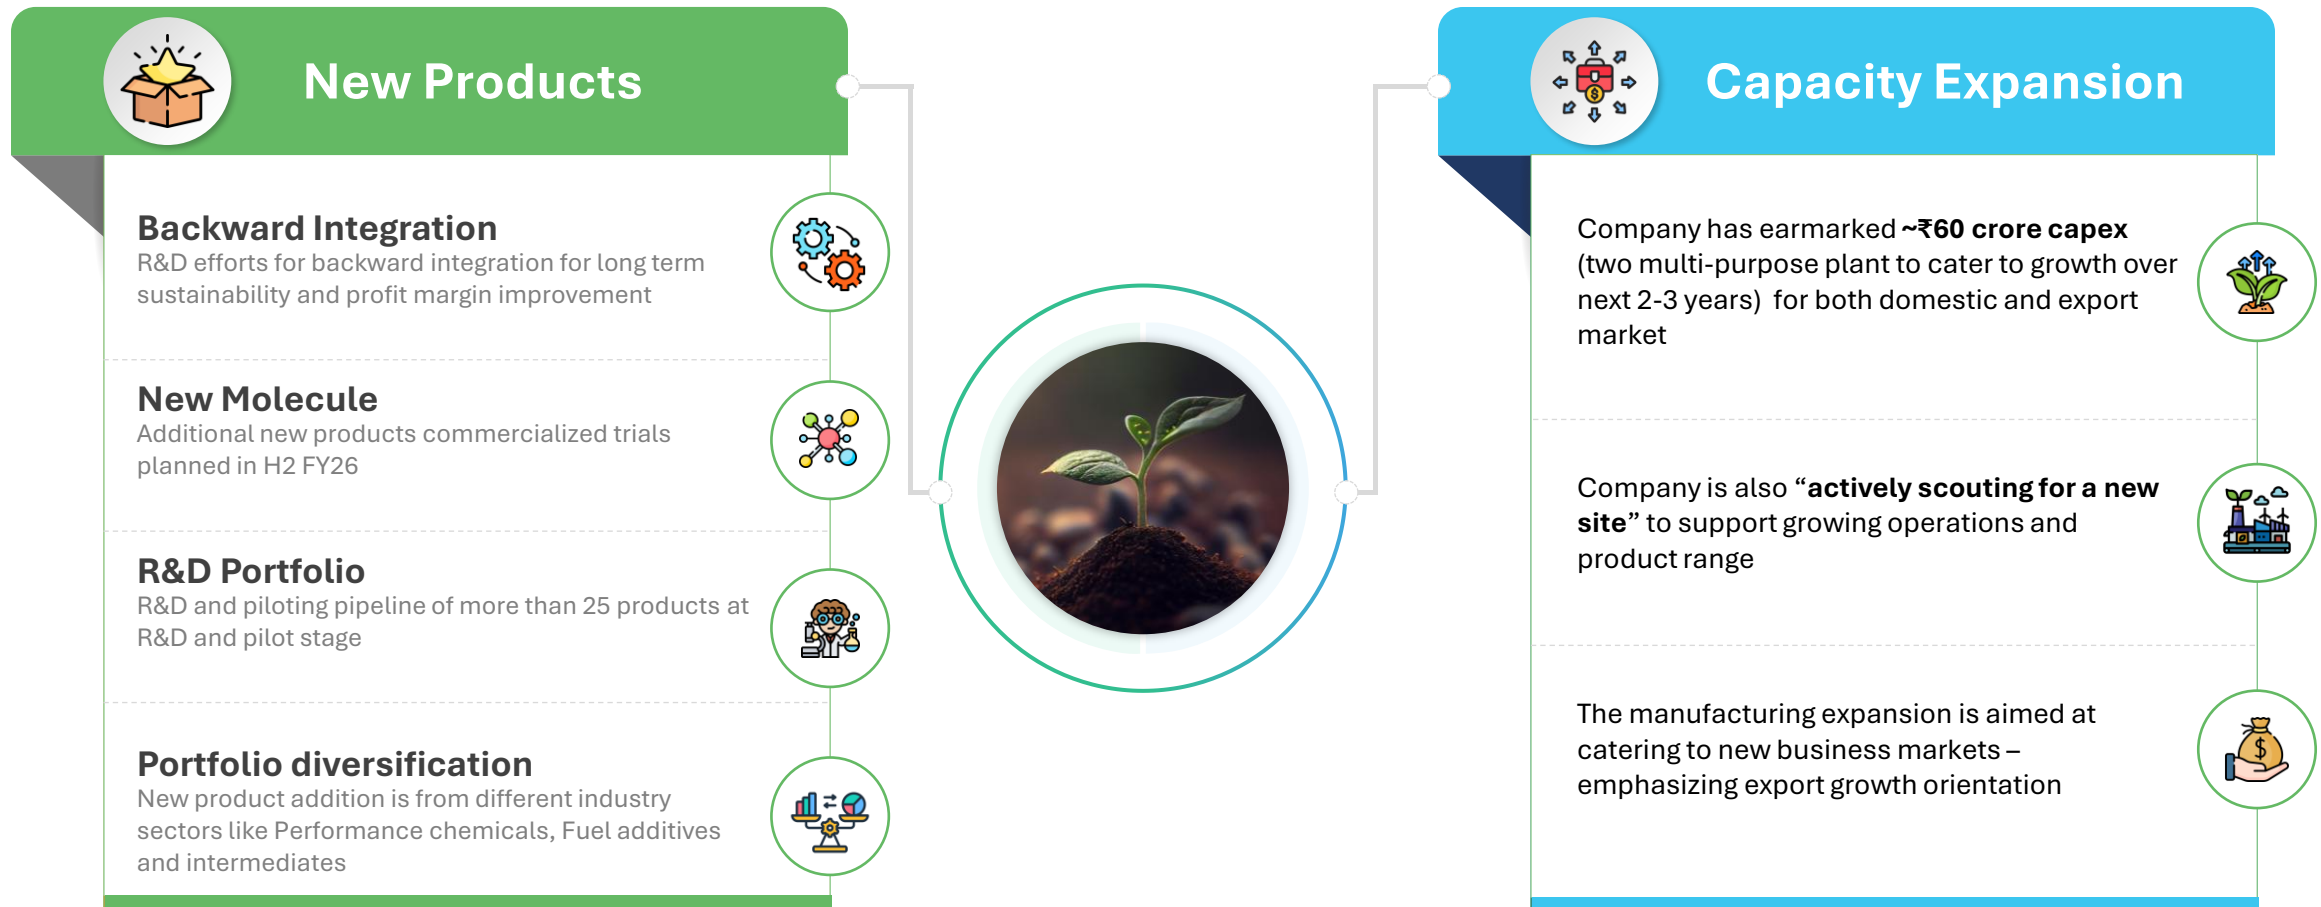 New Products
Backward Integration
R&D efforts for backward integration for long term
sustainability and profit margin improvement
New Molecule
Additional new products commercialized trials
planned in H2 FY26
R&D Portfolio
R&D and piloting pipeline of more than 25 products at
R&D and pilot stage
Portfolio diversification
New product addition is from different industry
sectors like Performance chemicals, Fuel additives
and intermediates
Capacity Expansion
Company has earmarked ~₹60 crore capex
(two multi-purpose plant to cater to growth over
next 2-3 years) for both domestic and export
market
Company is also “actively scouting for a new
site” to support growing operations and
product range
The manufacturing expansion is aimed at
catering to new business markets –
emphasizing export growth orientation